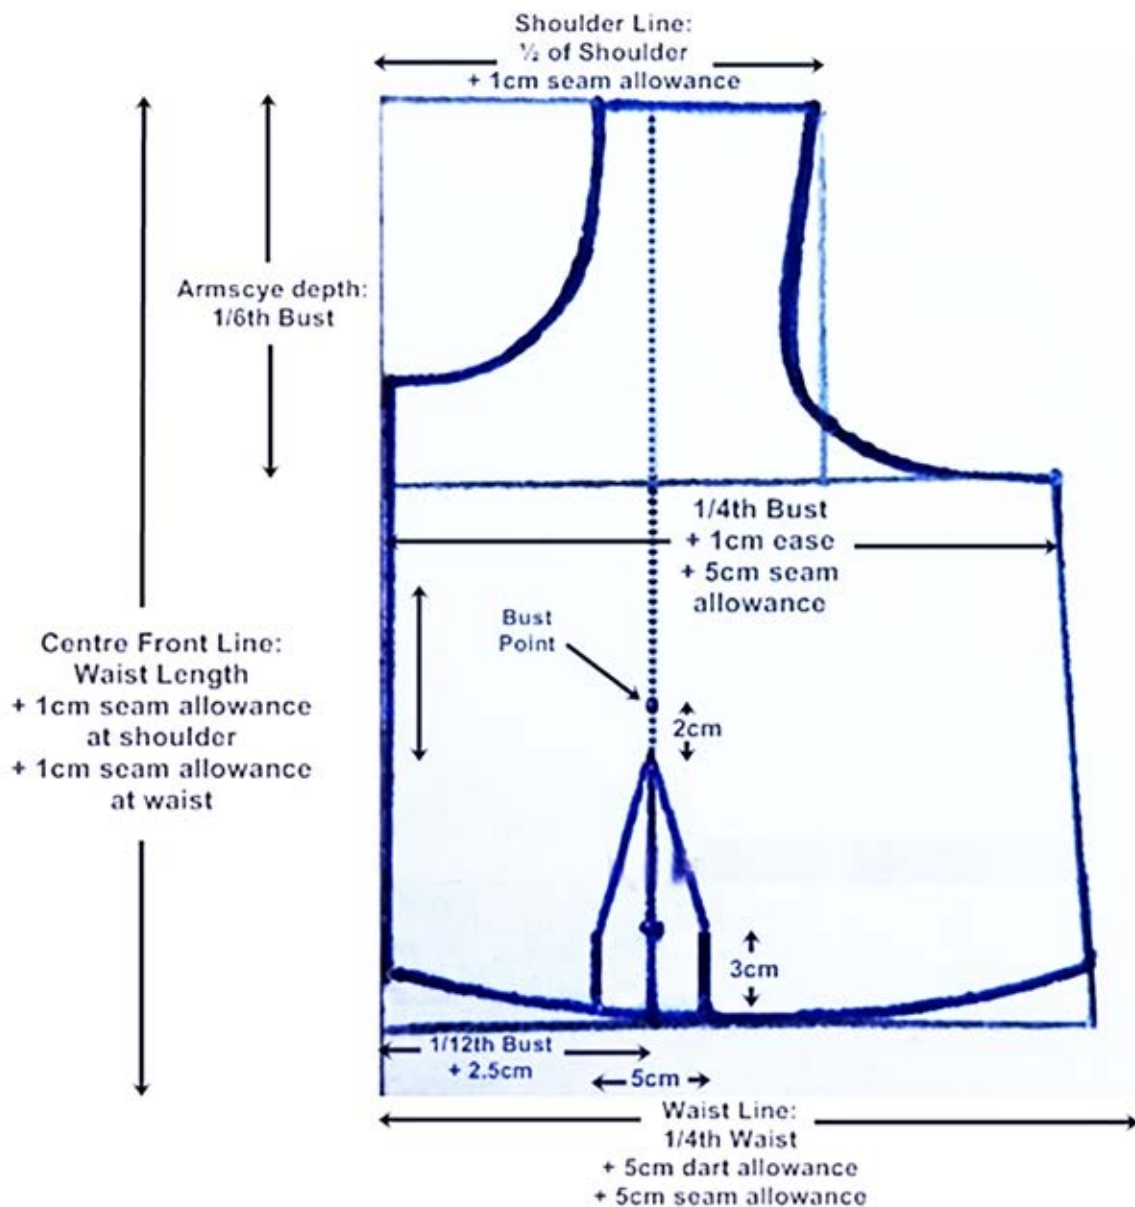 Shoulder Line:
½ of Shoulder
+ 1cm seam allowance
Armscye depth:
1/6th Bust
1/4th Bust
+ 1cm ease
+ 5cm seam
allowance
Bust
Point
Centre Front Line:
Waist Length
+ 1cm seam allowance
at shoulder
+ 1cm seam allowance
at waist
2cm
3cm
1/12th Bust
+ 2.5cm
5cm
Waist Line:
1/4th Waist
+ 5cm dart allowance
+ 5cm seam allowance